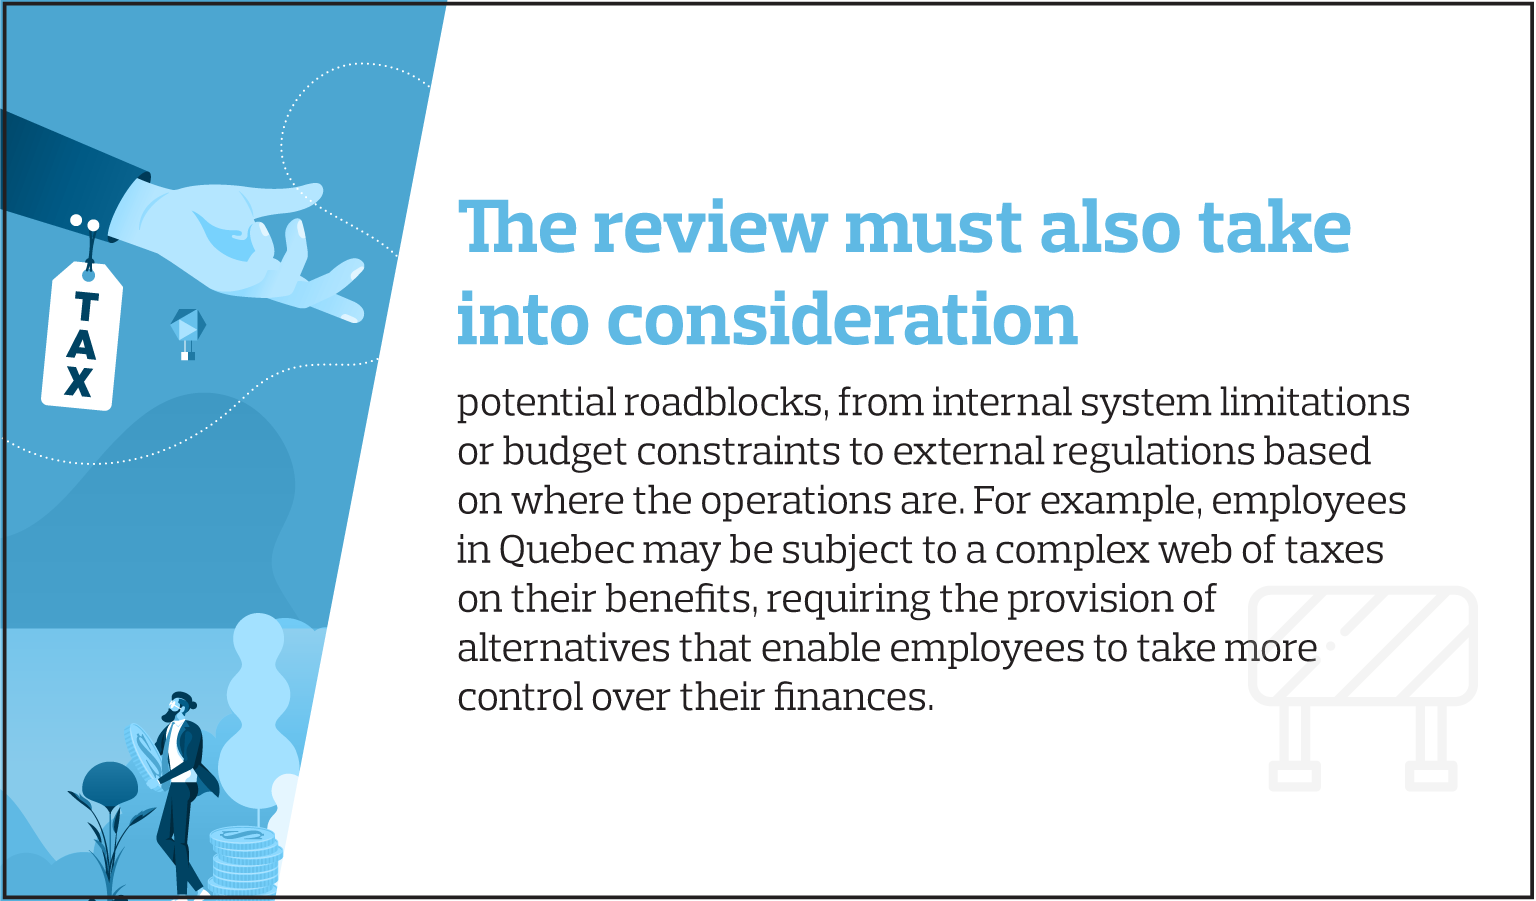 TAX
The review must also take
into consideration
potential roadblocks, from internal system limitations
or budget constraints to external regulations based
on where the operations are. For example, employees
in Quebec may be subject to a complex web of taxes
on their benefits, requiring the provision of
alternatives that enable employees to take more
control over their finances.